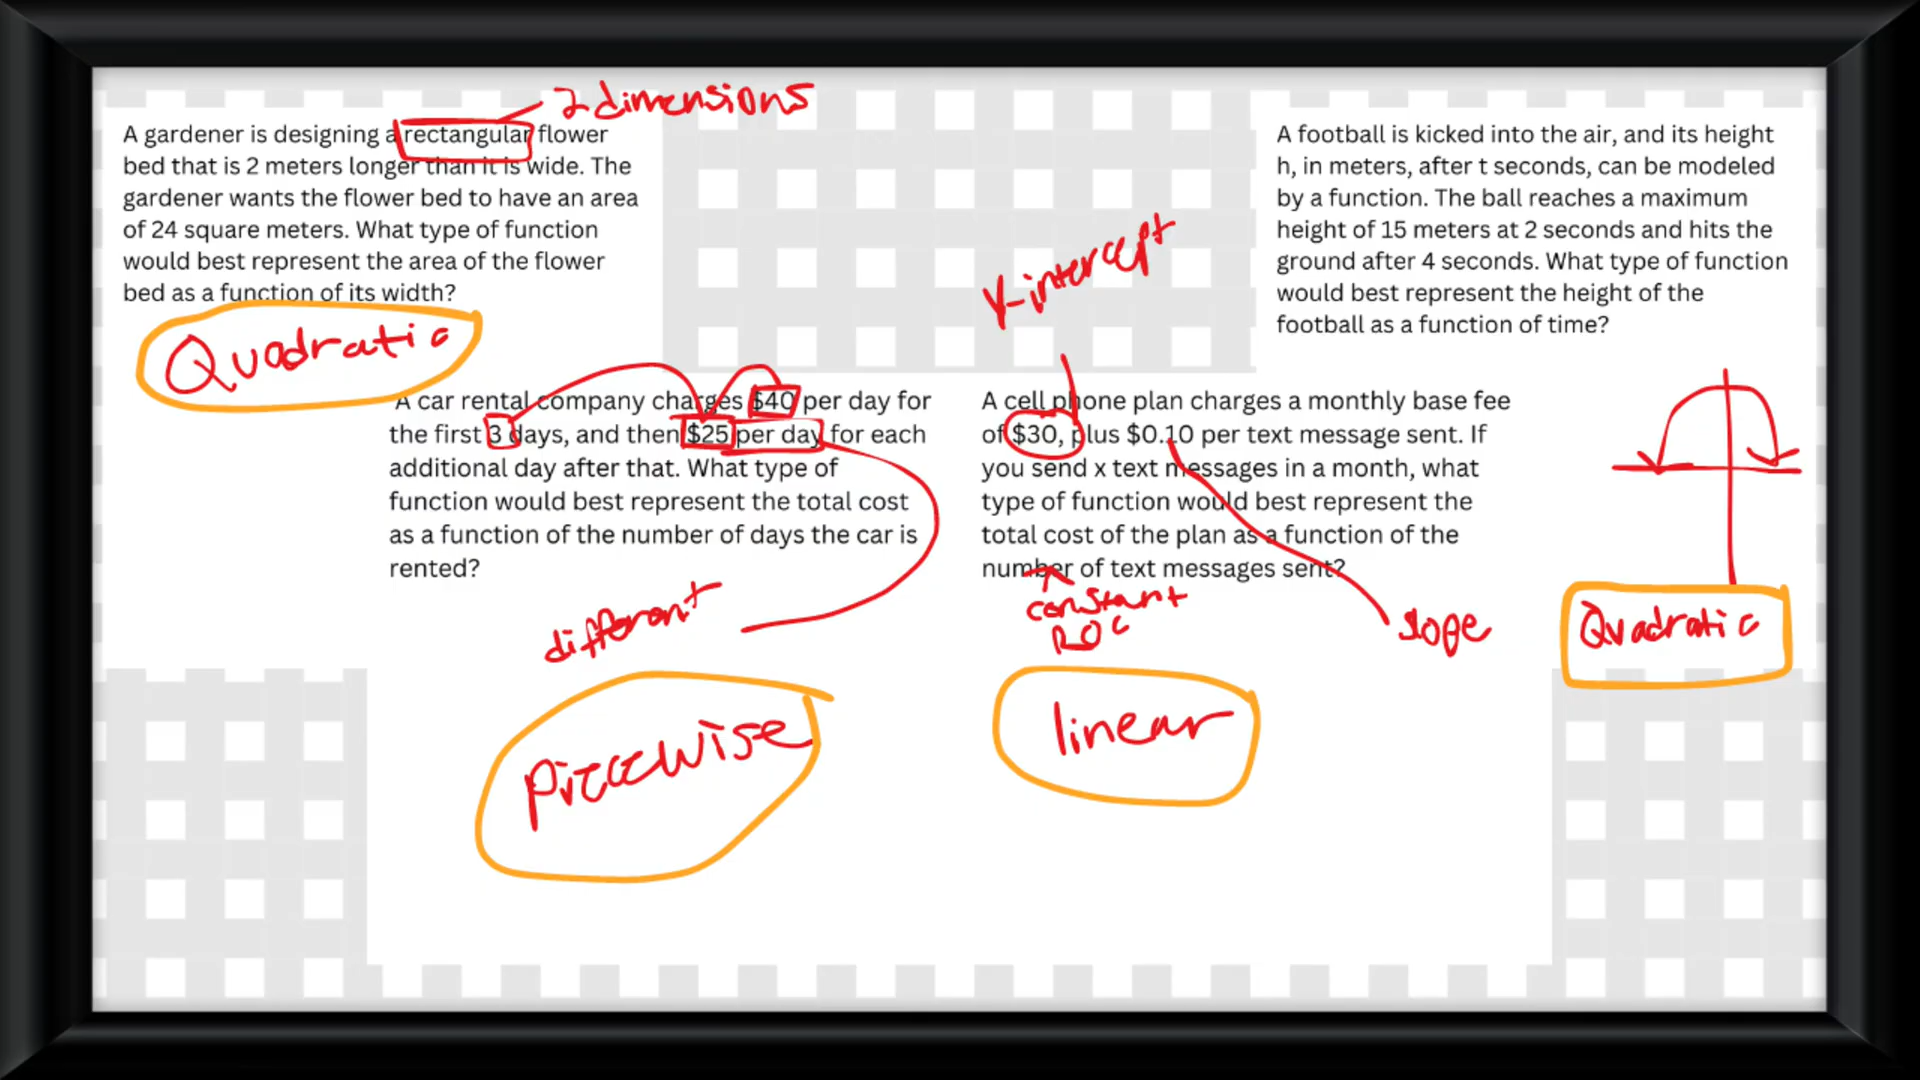 2 dimensions
A gardener is designing a rectangular flower
bed that is 2 meters longer than it is wide. The
gardener wants the flower bed to have an area
of 24 square meters. What type of function
would best represent the area of the flower
bed as a function of its width?
Quadratic
A football is kicked into the air, and its height
h, in meters, after t seconds, can be modeled
by a function. The ball reaches a maximum
height of 15 meters at 2 seconds and hits the
ground after 4 seconds. What type of function
would best represent the height of the
football as a function of time?
Quadratic
A car rental company charges $40 per day for
the first 3 days, and then $25 per day for each
additional day after that. What type of
function would best represent the total cost
as a function of the number of days the car is
rented?
different
piecewise
y-intercept
A cell phone plan charges a monthly base fee
of $30, plus $0.10 per text message sent. If
you send x text messages in a month, what
type of function would best represent the
total cost of the plan as a function of the
number of text messages sent?
constant
ROC
slope
linear